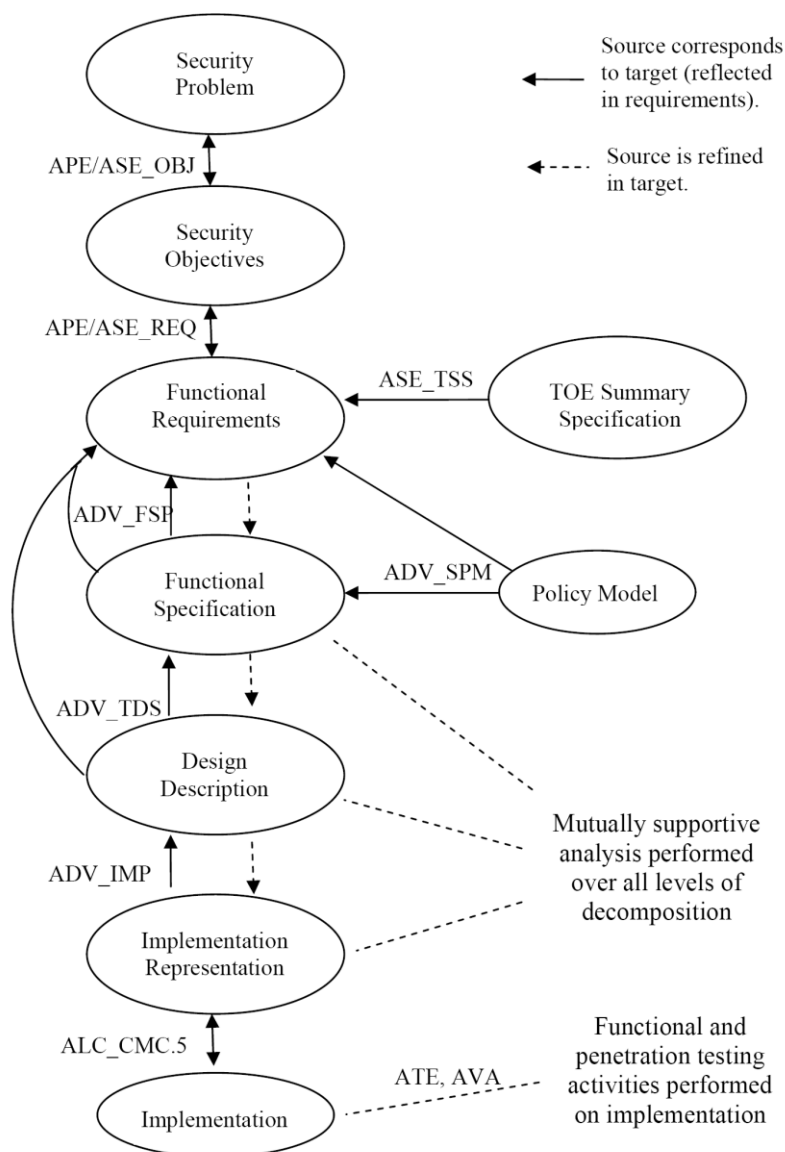 Security
Problem
Source corresponds
to target (reflected
in requirements).
APE/ASE_OBJ
Source is refined
in target.
Security
Objectives
APE/ASE_REQ
Functional
Requirements
ASE_TSS
TOE Summary
Specification
ADV_FSP
Functional
Specification
ADV_SPM
Policy Model
ADV_TDS
Design
Description
Mutually supportive
analysis performed
over all levels of
decomposition
ADV_IMP
Implementation
Representation
ALC_CMC.5
Functional and
penetration testing
activities performed
on implementation
ATE, AVA
Implementation